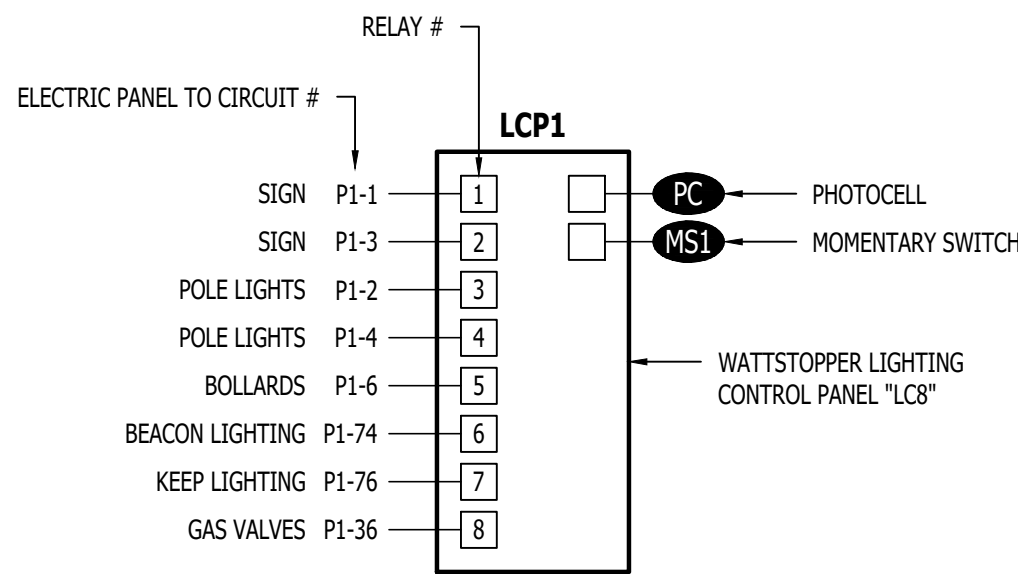 RELAY #
ELECTRIC PANEL TO CIRCUIT #
LCP1
SIGN P1-1 1 PC PHOTOCELL
SIGN P1-3 2 MS1 MOMENTARY SWITCH
POLE LIGHTS P1-2 3
POLE LIGHTS P1-4 4
WATTSTOPPER LIGHTING
CONTROL PANEL "LC8"
BOLLARDS P1-6 5
BEACON LIGHTING P1-74 6
KEEP LIGHTING P1-76 7
GAS VALVES P1-36 8